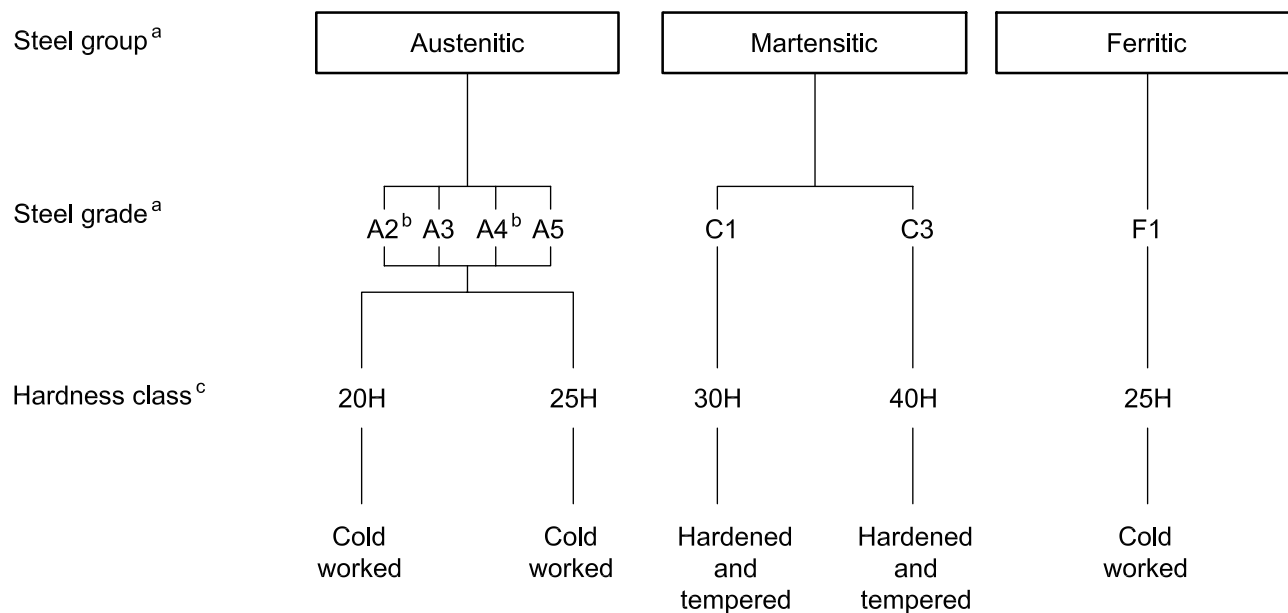 Steel group a Austenitic Martensitic Ferritic
Steel grade a A2 b A3 A4 b A5 C1 C3 F1
Hardness class c 20H 25H 30H 40H 25H
Cold worked Cold worked Hardened and tempered Hardened and tempered Cold worked